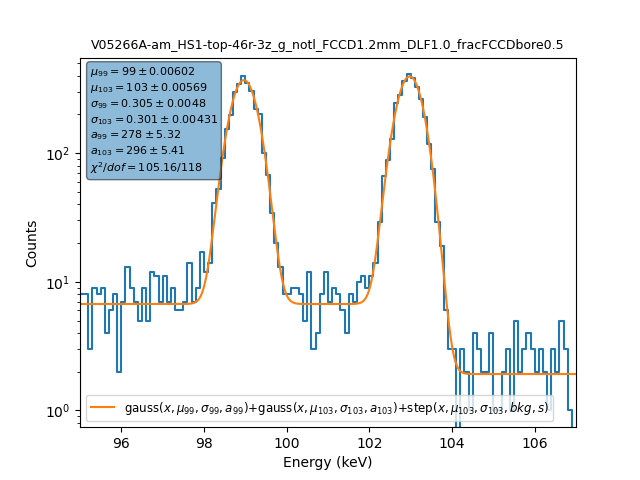 V05266A-am_HS1-top-46r-3z_g_notl_FCCD1.2mm_DLF1.0_fracFCCDbore0.5
μ₉₉ = 99 ± 0.00602
μ₁₀₃ = 103 ± 0.00569
σ₉₉ = 0.305 ± 0.0048
σ₁₀₃ = 0.301 ± 0.00431
a₉₉ = 278 ± 5.32
a₁₀₃ = 296 ± 5.41
χ²/dof = 105.16/118
Counts
10²
10¹
10⁰
gauss(x, μ₉₉, σ₉₉, a₉₉)+gauss(x, μ₁₀₃, σ₁₀₃, a₁₀₃)+step(x, μ₁₀₃, σ₁₀₃, bkg, s)
96 98 100 102 104 106
Energy (keV)